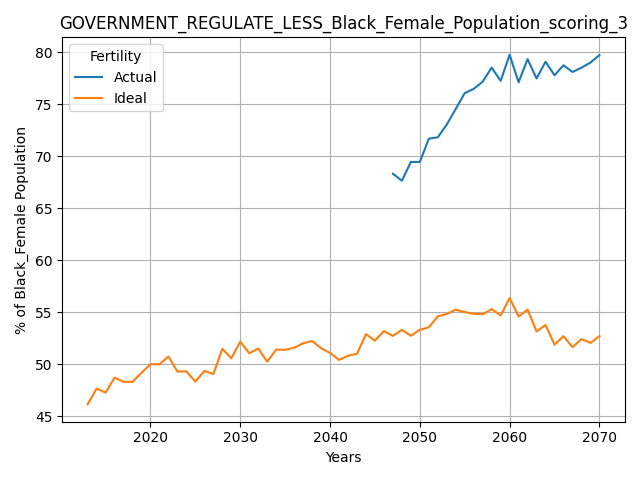 GOVERNMENT_REGULATE_LESS_Black_Female_Population_scoring_3
Fertility
Actual
Ideal
% of Black_Female Population
80
75
70
65
60
55
50
45
2020 2030 2040 2050 2060 2070
Years